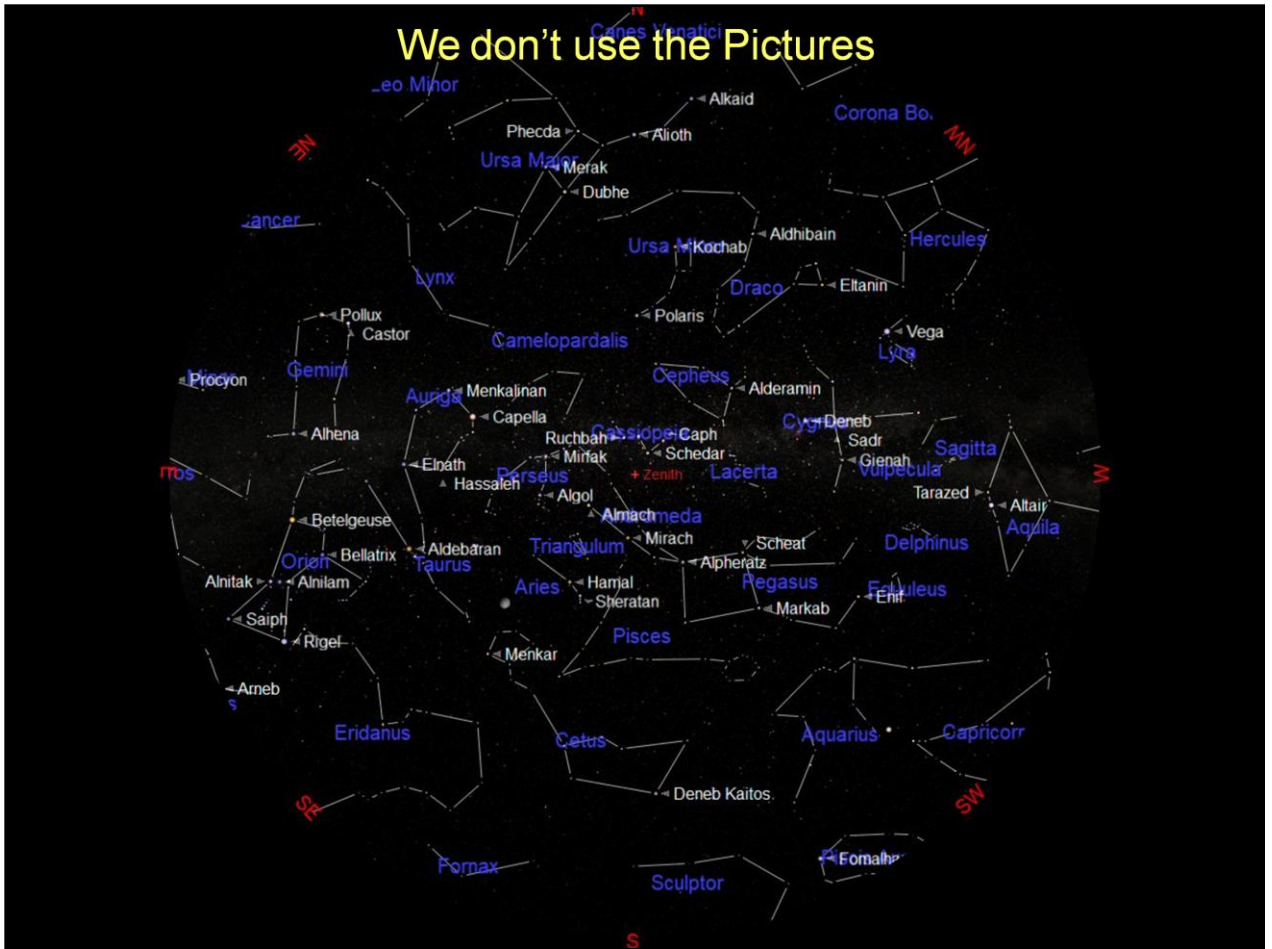 N
Canes Venatici
We don't use the Pictures
Leo Minor
Alkaid
Corona Bo
Phecda
Alioth
NE
NW
Ursa Major
Merak
Dubhe
Cancer
Aldhibain
Hercules
Ursa Minor
Kochab
Lynx
Draco
Eltanin
Pollux
Polaris
Castor
Vega
Camelopardalis
Lyra
Gemini
Cepheus
Procyon
Minor
Auriga
Menkalinan
Alderamin
Capella
Cygnus
Deneb
Alhena
Cassiopeia
Caph
Ruchbah
Sadr
Mirfak
Schedar
Gienah
Sagitta
Elnath
Perseus
Zenith
Lacerta
Vulpecula
E
W
Hassaleh
Algol
Tarazed
Altair
Betelgeuse
Almach
Andromeda
Aquila
Mirach
Scheat
Delphinus
Bellatrix
Aldebaran
Triangulum
Orion
Taurus
Alpheratz
Alnitak
Alnilam
Aries
Hamal
Pegasus
Equuleus
Enif
Sheratan
Markab
Saiph
Rigel
Pisces
Menkar
Arneb
s
Eridanus
Cetus
Aquarius
Capricorr
Deneb Kaitos
SE
SW
Fornax
Fomalha
Sculptor
S